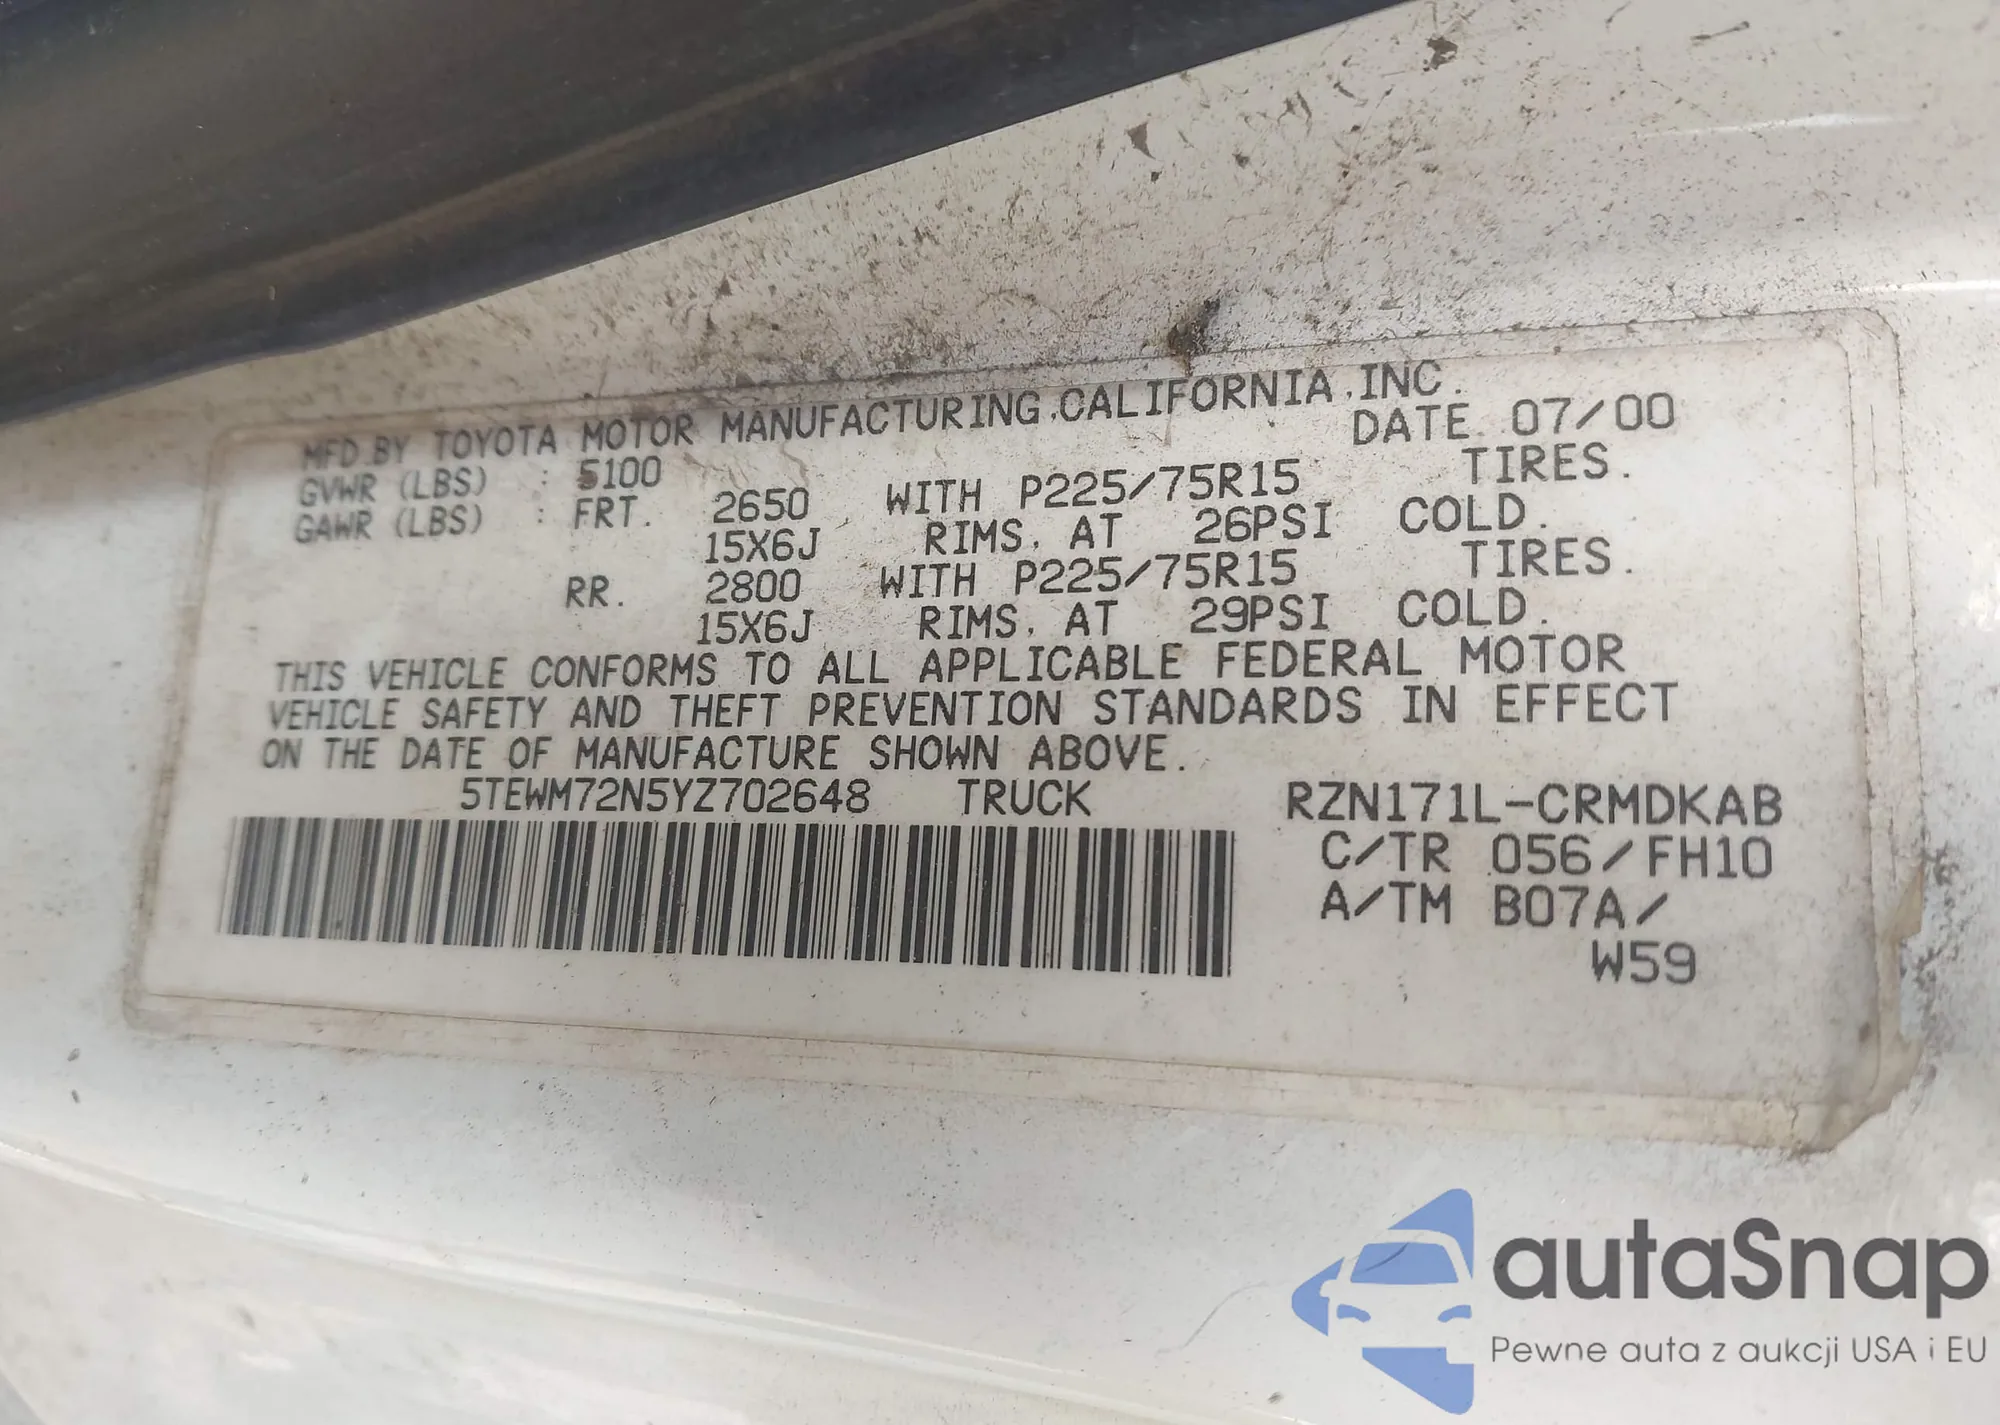 MFD BY TOYOTA MOTOR MANUFACTURING,CALIFORNIA,INC.
DATE 07/00
GVWR (LBS) : 5100
GAWR (LBS) : FRT. 2650 WITH P225/75R15 TIRES.
15X6J RIMS, AT 26PSI COLD.
RR. 2800 WITH P225/75R15 TIRES.
15X6J RIMS, AT 29PSI COLD.
THIS VEHICLE CONFORMS TO ALL APPLICABLE FEDERAL MOTOR
VEHICLE SAFETY AND THEFT PREVENTION STANDARDS IN EFFECT
ON THE DATE OF MANUFACTURE SHOWN ABOVE.
5TEWM72N5YZ702648 TRUCK RZN171L-CRMDKAB
C/TR 056/FH10
A/TM B07A/
W59
autaSnap
Pewne auta z aukcji USA i EU